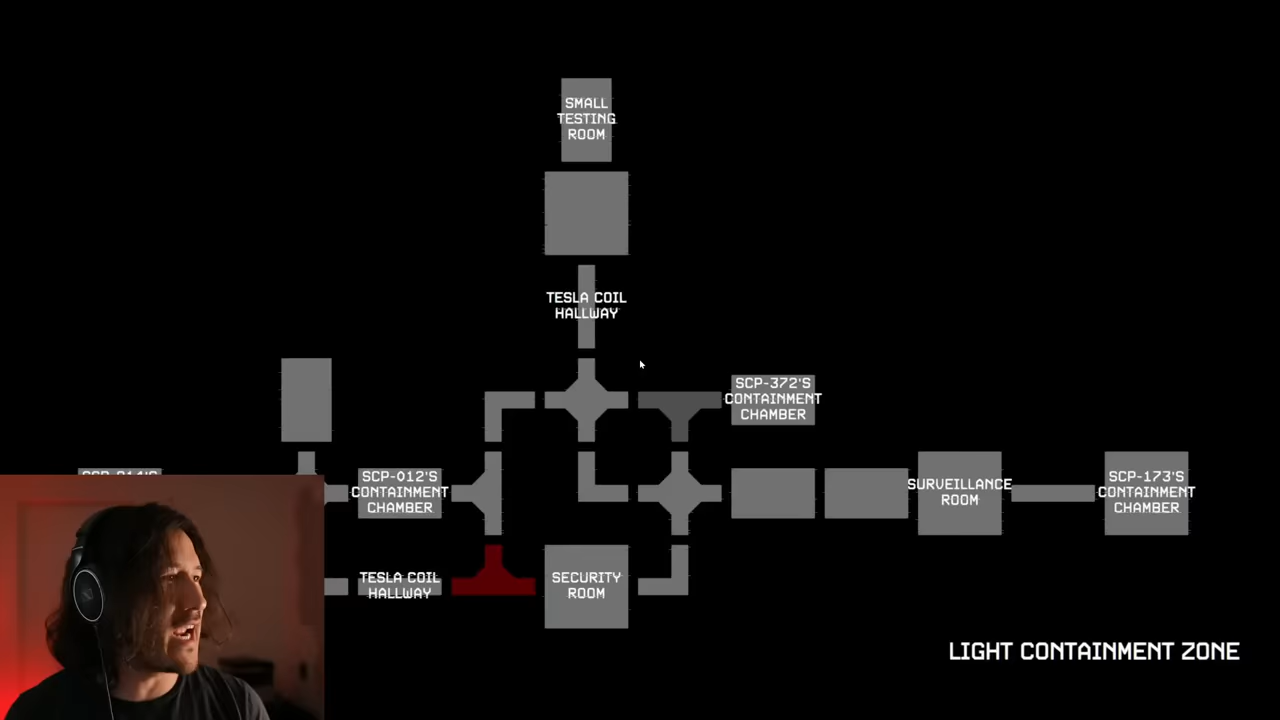 SMALL
TESTING
ROOM
TESLA COIL
HALLWAY
SCP-372'S
CONTAINMENT
CHAMBER
SCP-012'S
CONTAINMENT
CHAMBER
SURVEILLANCE
ROOM
SCP-173'S
CONTAINMENT
CHAMBER
TESLA COIL
HALLWAY
SECURITY
ROOM
LIGHT CONTAINMENT ZONE